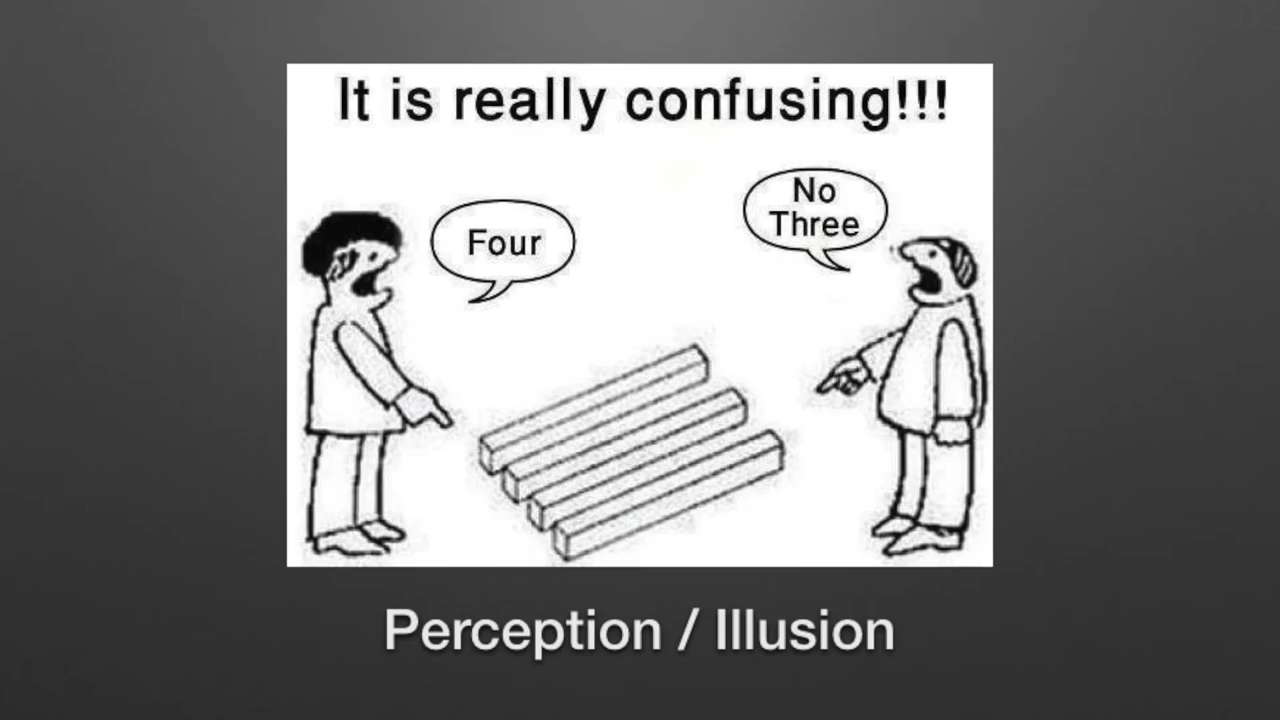 It is really confusing!!!
Four
No
Three
Perception / Illusion